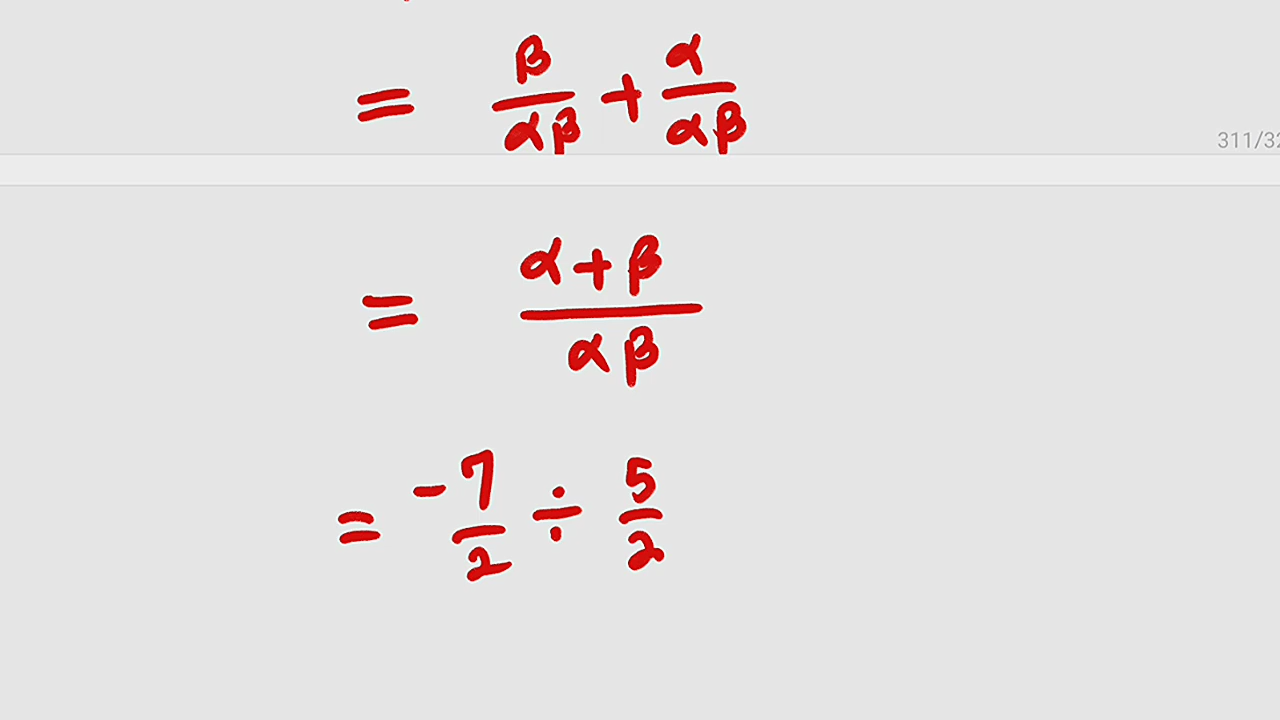 = β/αβ + α/αβ
311/32
= α+β/αβ
= -7/2 ÷ 5/2